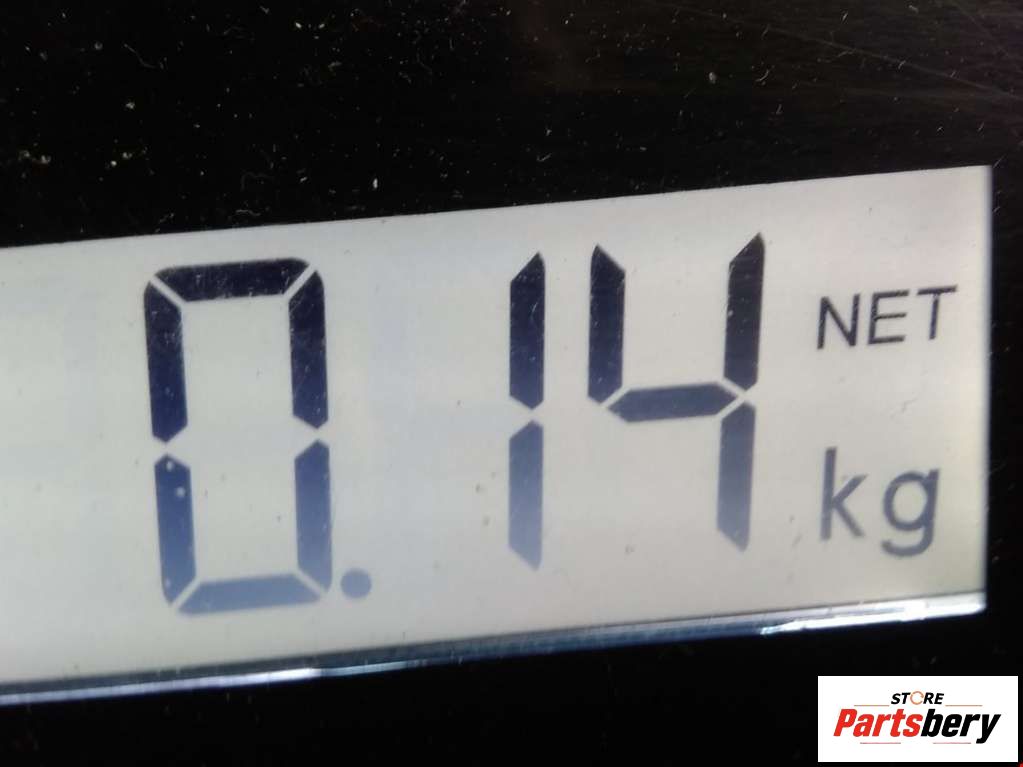 0.14 NET
kg
STORE
Partsbery